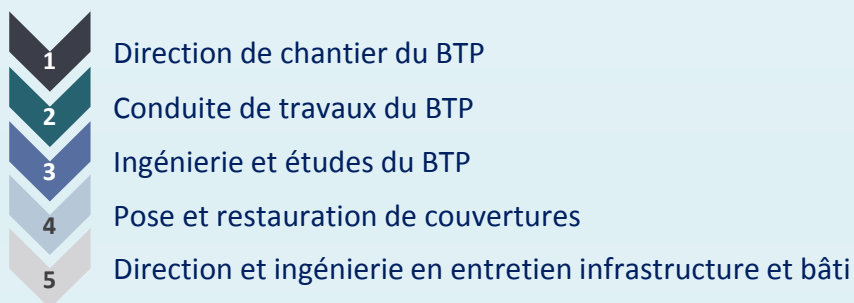 1 Direction de chantier du BTP
2 Conduite de travaux du BTP
3 Ingénierie et études du BTP
4 Pose et restauration de couvertures
5 Direction et ingénierie en entretien infrastructure et bâti